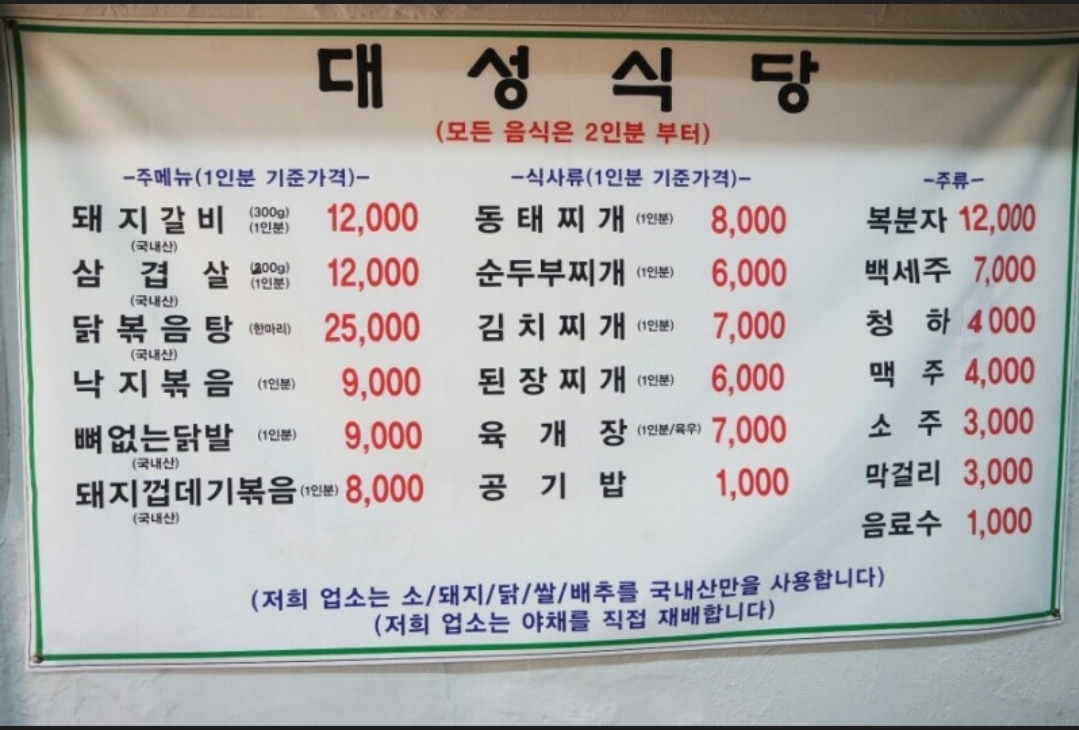 대성식당
(모든 음식은 2인분 부터)
-주메뉴(1인분 기준가격)-
돼지갈비 (300g) (1인분) 12,000
(국내산)
삼겹살 (200g) (1인분) 12,000
(국내산)
닭볶음탕 (한마리) 25,000
(국내산)
낙지볶음 (1인분) 9,000
뼈없는닭발 (1인분) 9,000
(국내산)
돼지껍데기볶음 (1인분) 8,000
(국내산)
-식사류(1인분 기준가격)-
동태찌개 (1인분) 8,000
순두부찌개 (1인분) 6,000
김치찌개 (1인분) 7,000
된장찌개 (1인분) 6,000
육개장 (1인분/육우) 7,000
공기밥 1,000
-주류-
복분자 12,000
백세주 7,000
청하 4000
맥주 4,000
소주 3,000
막걸리 3,000
음료수 1,000
(저희 업소는 소/돼지/닭/쌀/배추를 국내산만을 사용합니다)
(저희 업소는 야채를 직접 재배합니다)